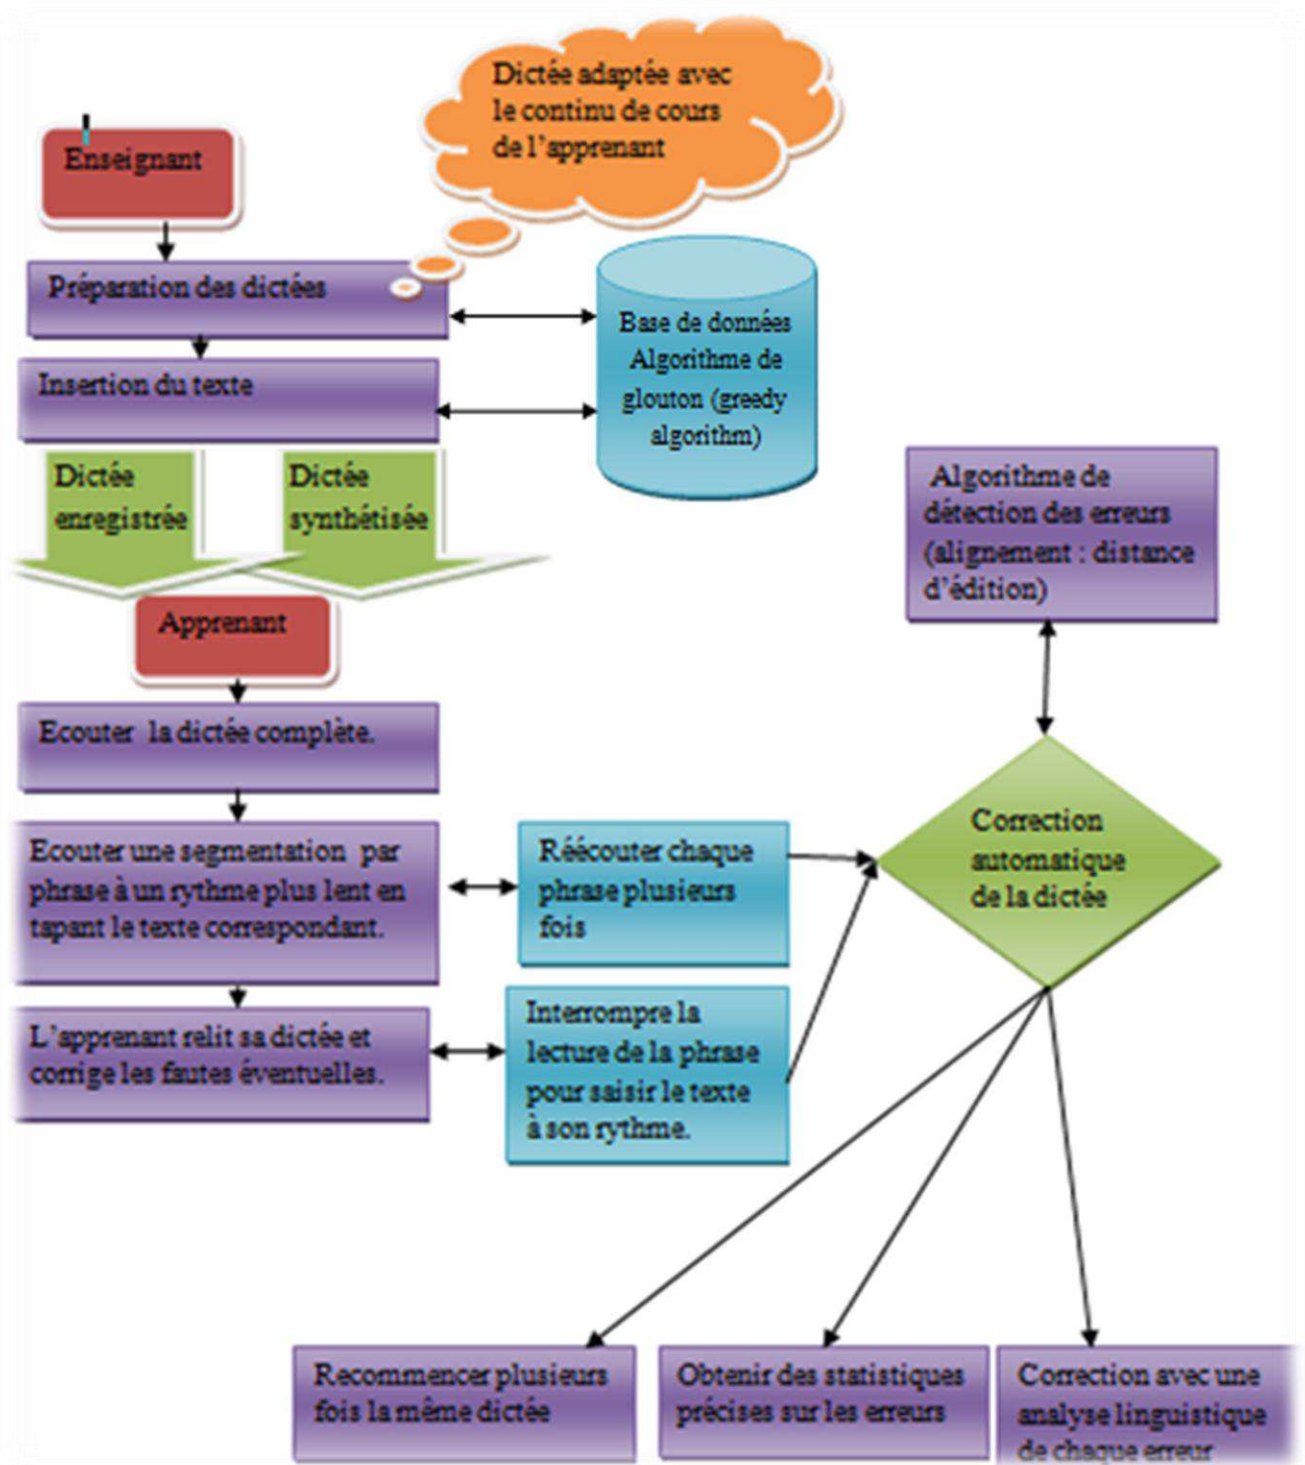 Dictée adaptée avec
le continu de cours
de l’apprenant
Enseignant
Préparation des dictées
Base de données
Algorithme de
glouton (greedy
algorithm)
Insertion du texte
Dictée
enregistrée
Dictée
synthétisée
Algorithme de
détection des erreurs
(alignement : distance
d’édition)
Apprenant
Ecouter la dictée complète.
Ecouter une segmentation par
phrase à un rythme plus lent en
tapant le texte correspondant.
Réécouter chaque
phrase plusieurs
fois
Correction
automatique
de la dictée
L’apprenant relit sa dictée et
corrige les fautes éventuelles.
Interrompre la
lecture de la phrase
pour saisir le texte
à son rythme.
Recommencer plusieurs
fois la même dictée
Obtenir des statistiques
précises sur les erreurs
Correction avec une
analyse linguistique
de chaque erreur